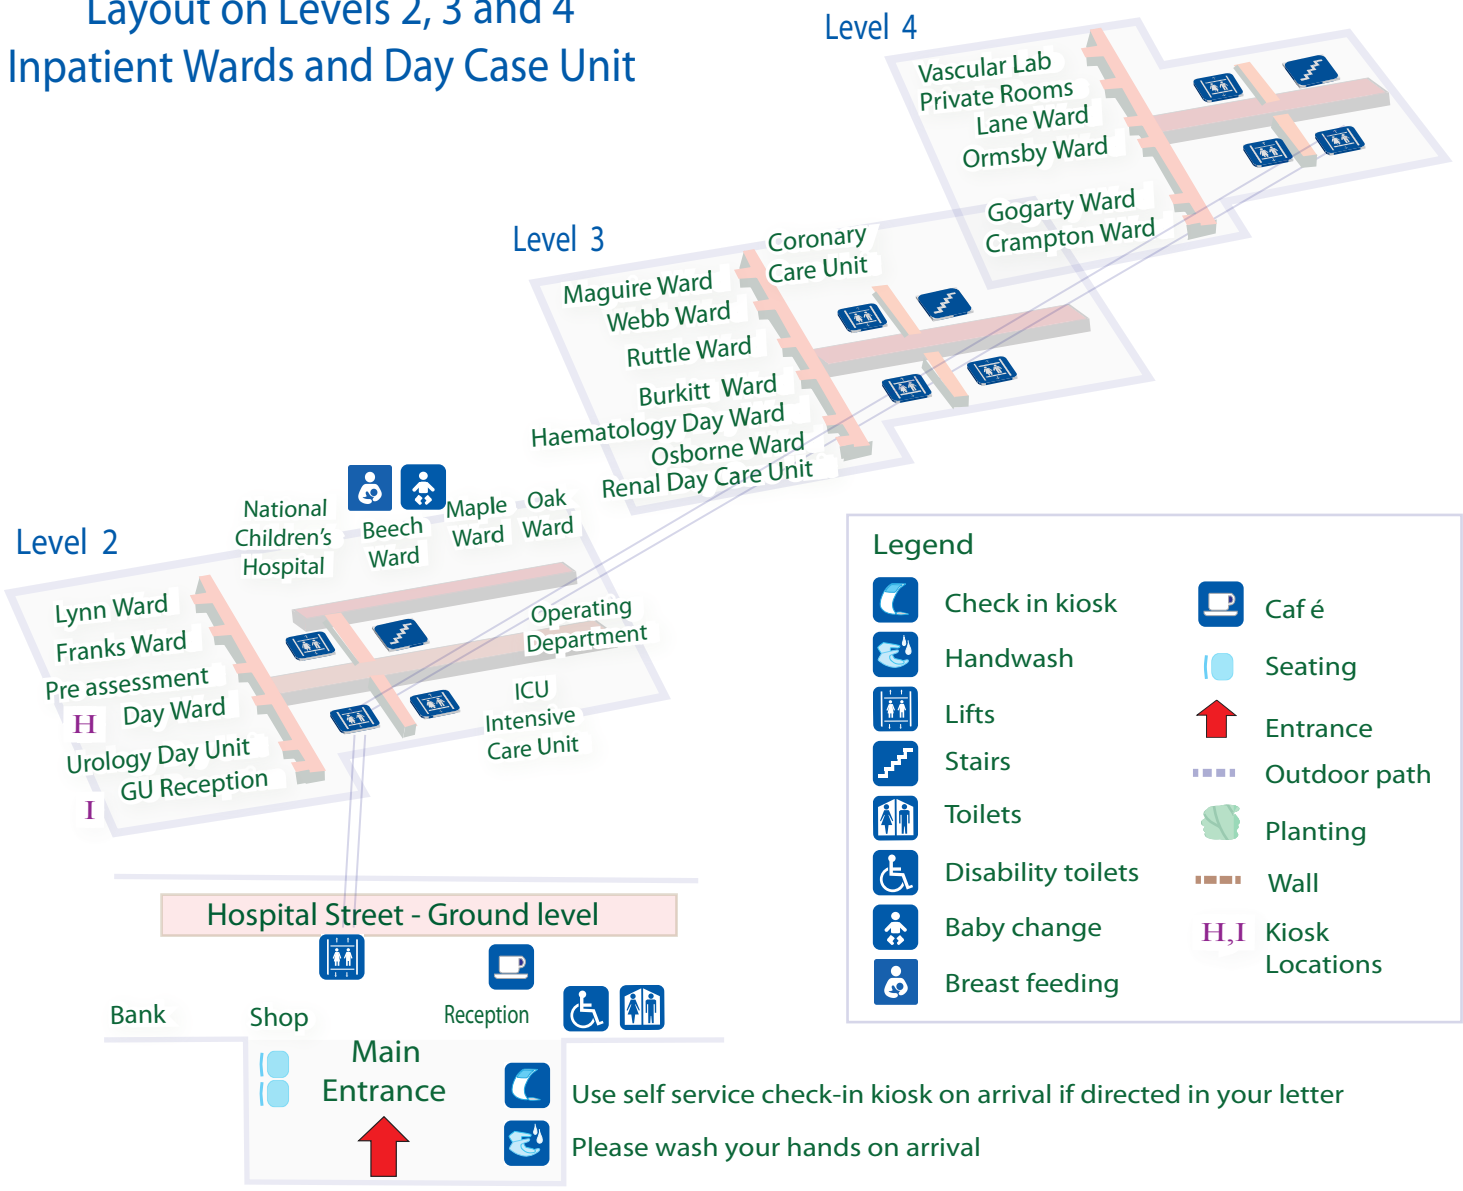 Layout on Levels 2, 3 and 4
Inpatient Wards and Day Case Unit
Level 4
Vascular Lab
Private Rooms
Lane Ward
Ormsby Ward
Gogarty Ward
Crampton Ward
Level 3
Coronary
Care Unit
Maguire Ward
Webb Ward
Ruttle Ward
Burkitt Ward
Haematology Day Ward
Osborne Ward
Renal Day Care Unit
Level 2
National
Children's
Hospital
Beech
Ward
Maple
Ward
Oak
Ward
Lynn Ward
Franks Ward
Pre assessment
H
Day Ward
Urology Day Unit
GU Reception
I
Operating
Department
ICU
Intensive
Care Unit
Hospital Street - Ground level
Bank
Shop
Reception
Main
Entrance
Use self service check-in kiosk on arrival if directed in your letter
Please wash your hands on arrival
Legend
Check in kiosk
Handwash
Lifts
Stairs
Toilets
Disability toilets
Baby change
Breast feeding
Caf é
Seating
Entrance
Outdoor path
Planting
Wall
H,I Kiosk
Locations